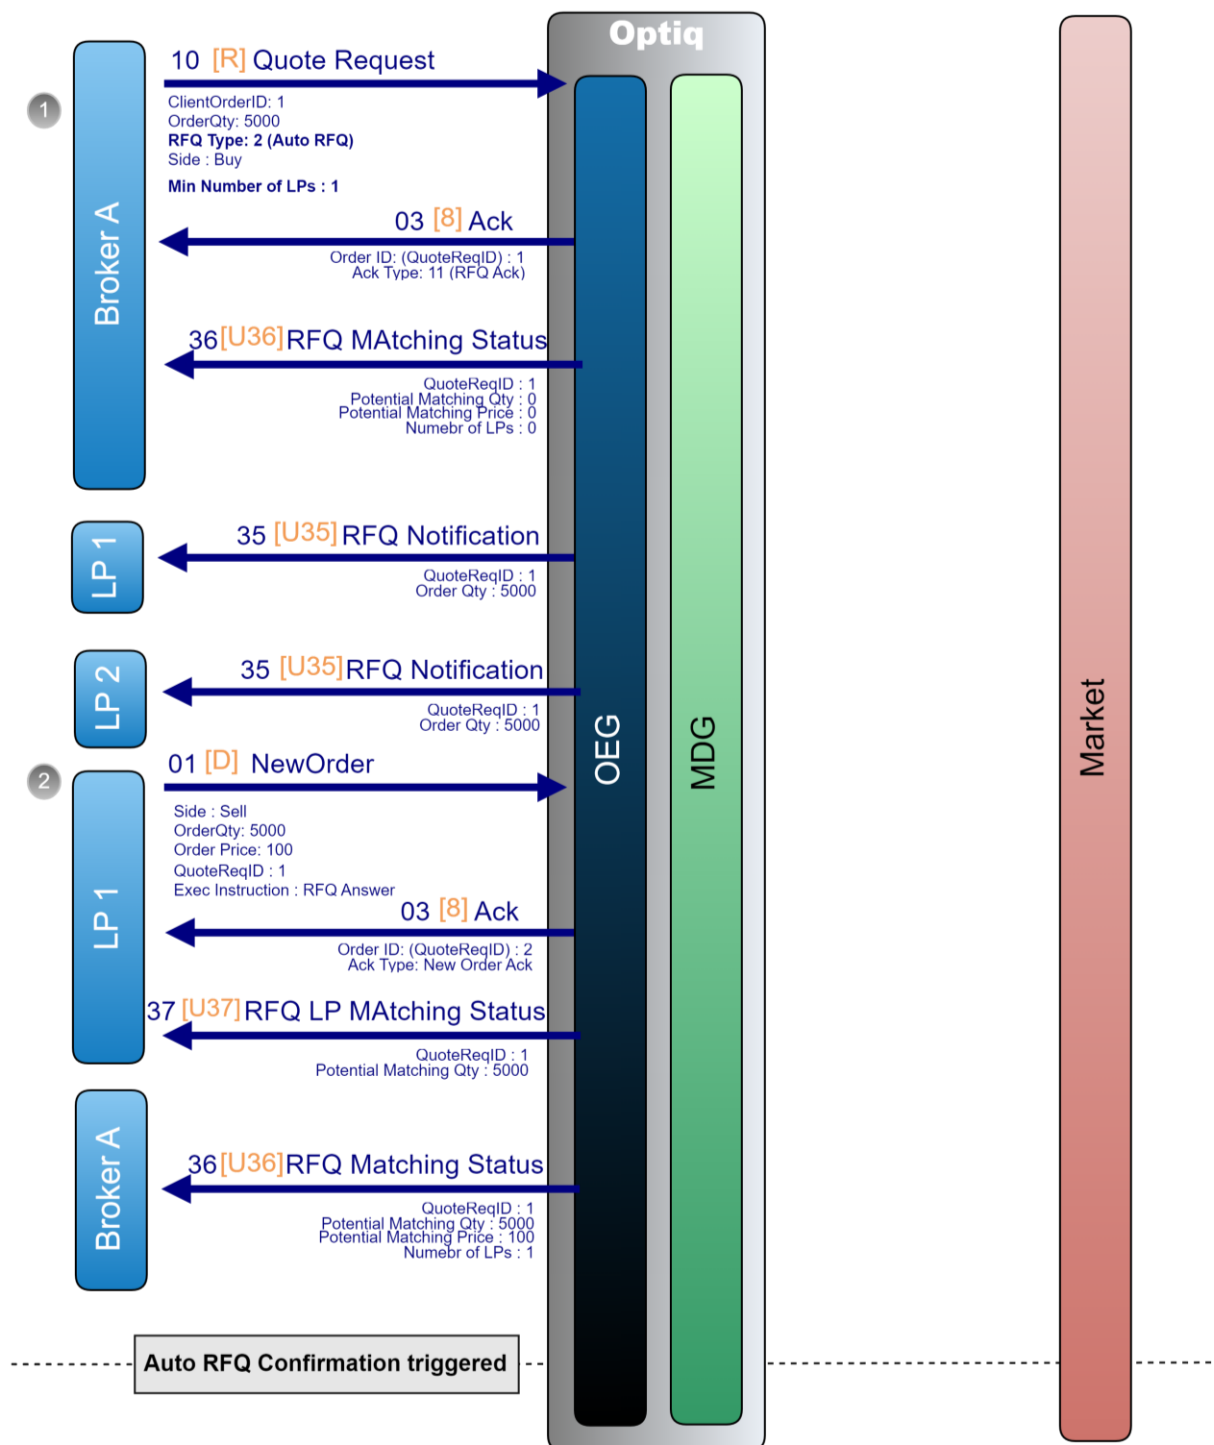 Optiq
10 [R] Quote Request
1
ClientOrderID: 1
OrderQty: 5000
RFQ Type: 2 (Auto RFQ)
Side : Buy
Min Number of LPs : 1
Broker A
03 [8] Ack
Order ID: (QuoteReqID) : 1
Ack Type: 11 (RFQ Ack)
36 [U36] RFQ MAtching Status
QuoteReqID : 1
Potential Matching Qty : 0
Potential Matching Price : 0
Numebr of LPs : 0
LP 1
35 [U35] RFQ Notification
QuoteReqID : 1
Order Qty : 5000
LP 2
35 [U35] RFQ Notification
QuoteReqID : 1
Order Qty : 5000
OEG
MDG
Market
2
01 [D] NewOrder
Side : Sell
OrderQty: 5000
Order Price: 100
QuoteReqID : 1
Exec Instruction : RFQ Answer
LP 1
03 [8] Ack
Order ID: (QuoteReqID) : 2
Ack Type: New Order Ack
37 [U37] RFQ LP MAtching Status
QuoteReqID : 1
Potential Matching Qty : 5000
Broker A
36 [U36] RFQ Matching Status
QuoteReqID : 1
Potential Matching Qty : 5000
Potential Matching Price : 100
Numebr of LPs : 1
Auto RFQ Confirmation triggered